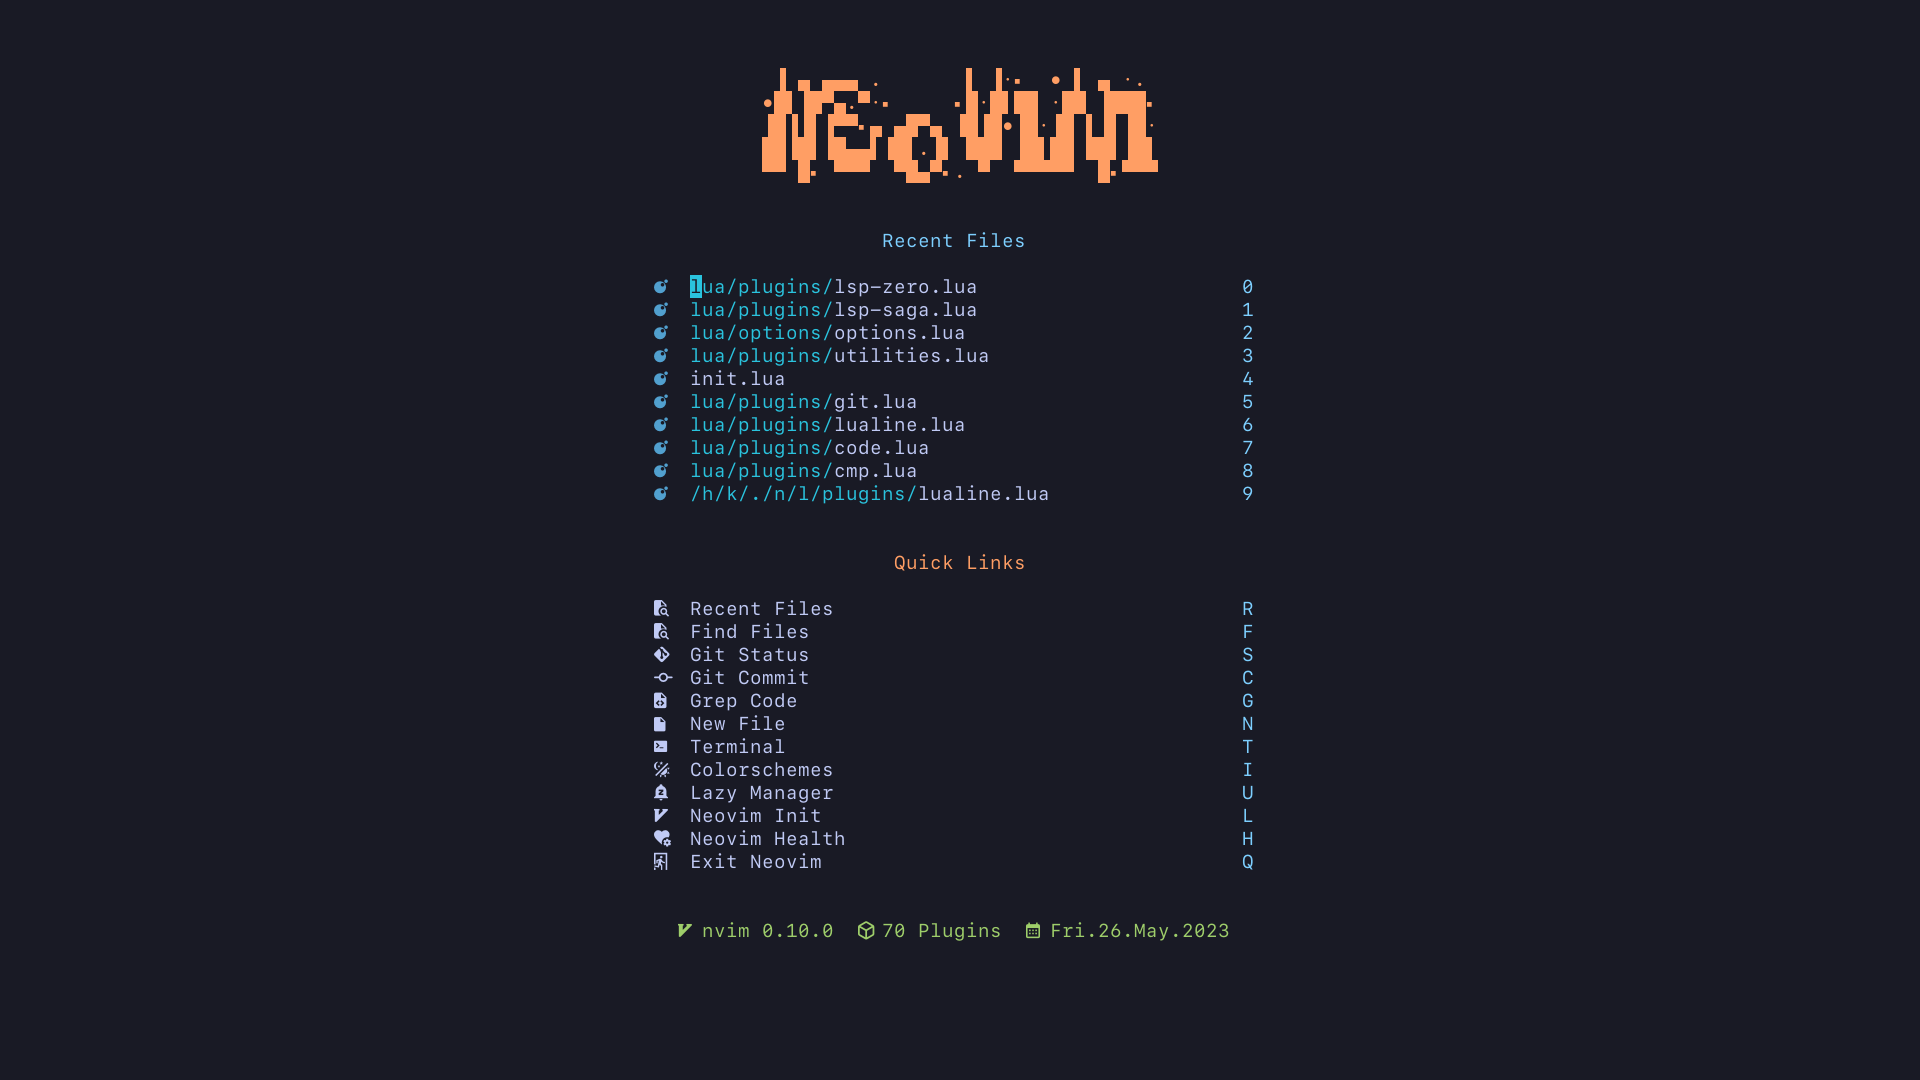 Neovim
Recent Files
lua/plugins/lsp-zero.lua 0
lua/plugins/lsp-saga.lua 1
lua/options/options.lua 2
lua/plugins/utilities.lua 3
init.lua 4
lua/plugins/git.lua 5
lua/plugins/lualine.lua 6
lua/plugins/code.lua 7
lua/plugins/cmp.lua 8
/h/k/./n/l/plugins/lualine.lua 9
Quick Links
Recent Files R
Find Files F
Git Status S
Git Commit C
Grep Code G
New File N
Terminal T
Colorschemes I
Lazy Manager U
Neovim Init L
Neovim Health H
Exit Neovim Q
nvim 0.10.0 70 Plugins Fri.26.May.2023